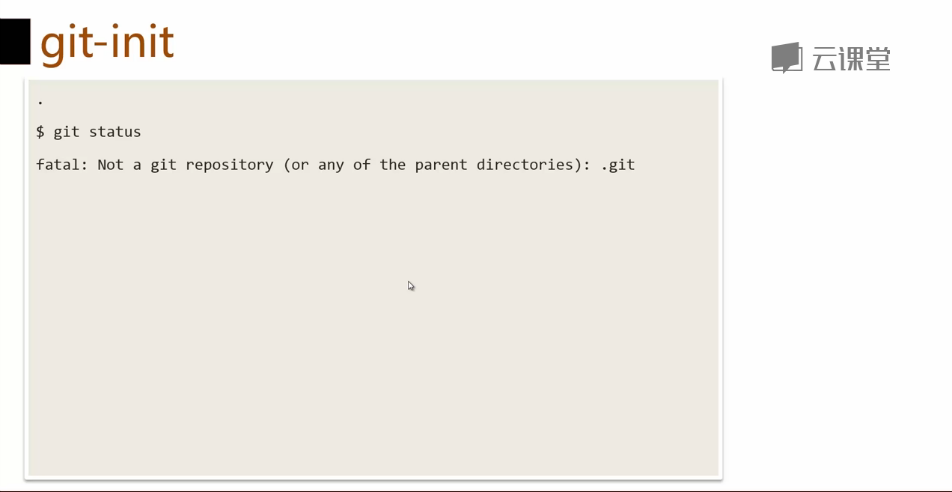 git-init
云课堂
.
$ git status
fatal: Not a git repository (or any of the parent directories): .git